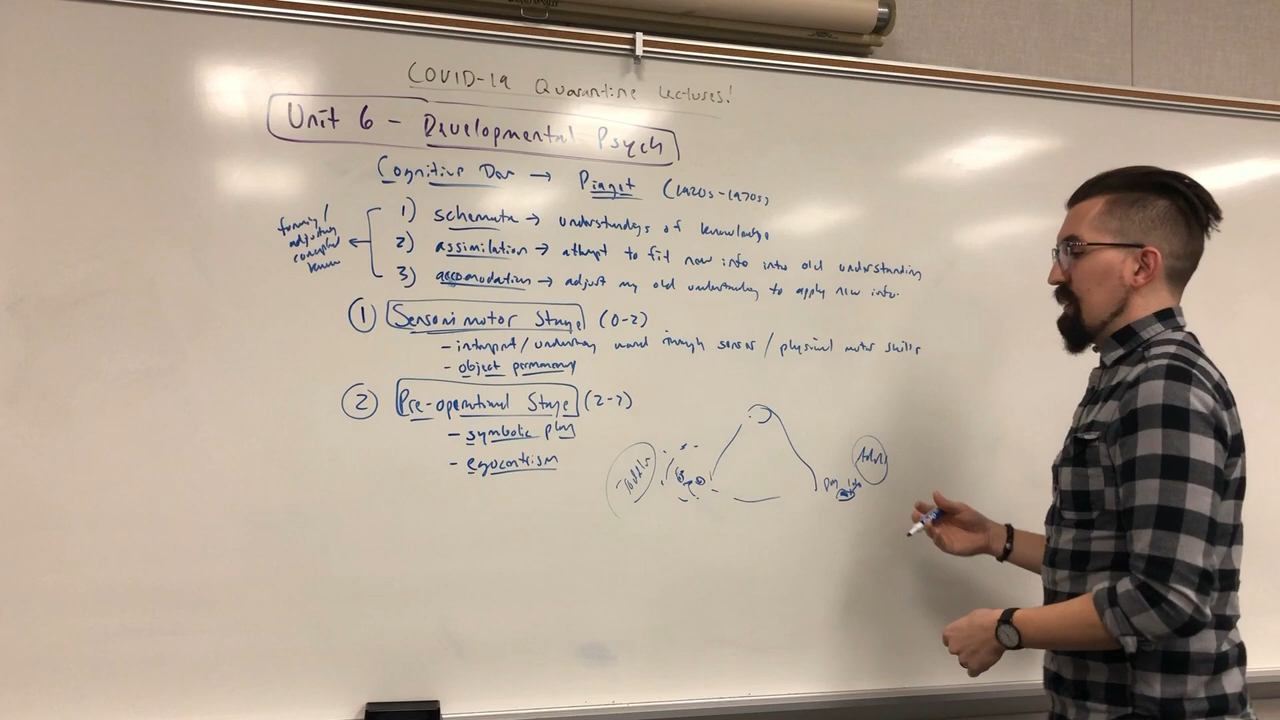 COVID-19 Quarantine Lectures!
Unit 6 - Developmental Psych
Cognitive Dev → Piaget (1920s-1970s)
forming/
adjusting
1) schemata → understandings of knowledge
2) assimilation → attempt to fit new info into old understanding
3) accomodation → adjust my old understanding to apply new info.
① Sensorimotor Stage (0-2)
- interpret/ understand world through senses / physical motor skills
- object permanency
② Pre-operational Stage (2-7)
- symbolic play
- egocentrism
Toddler